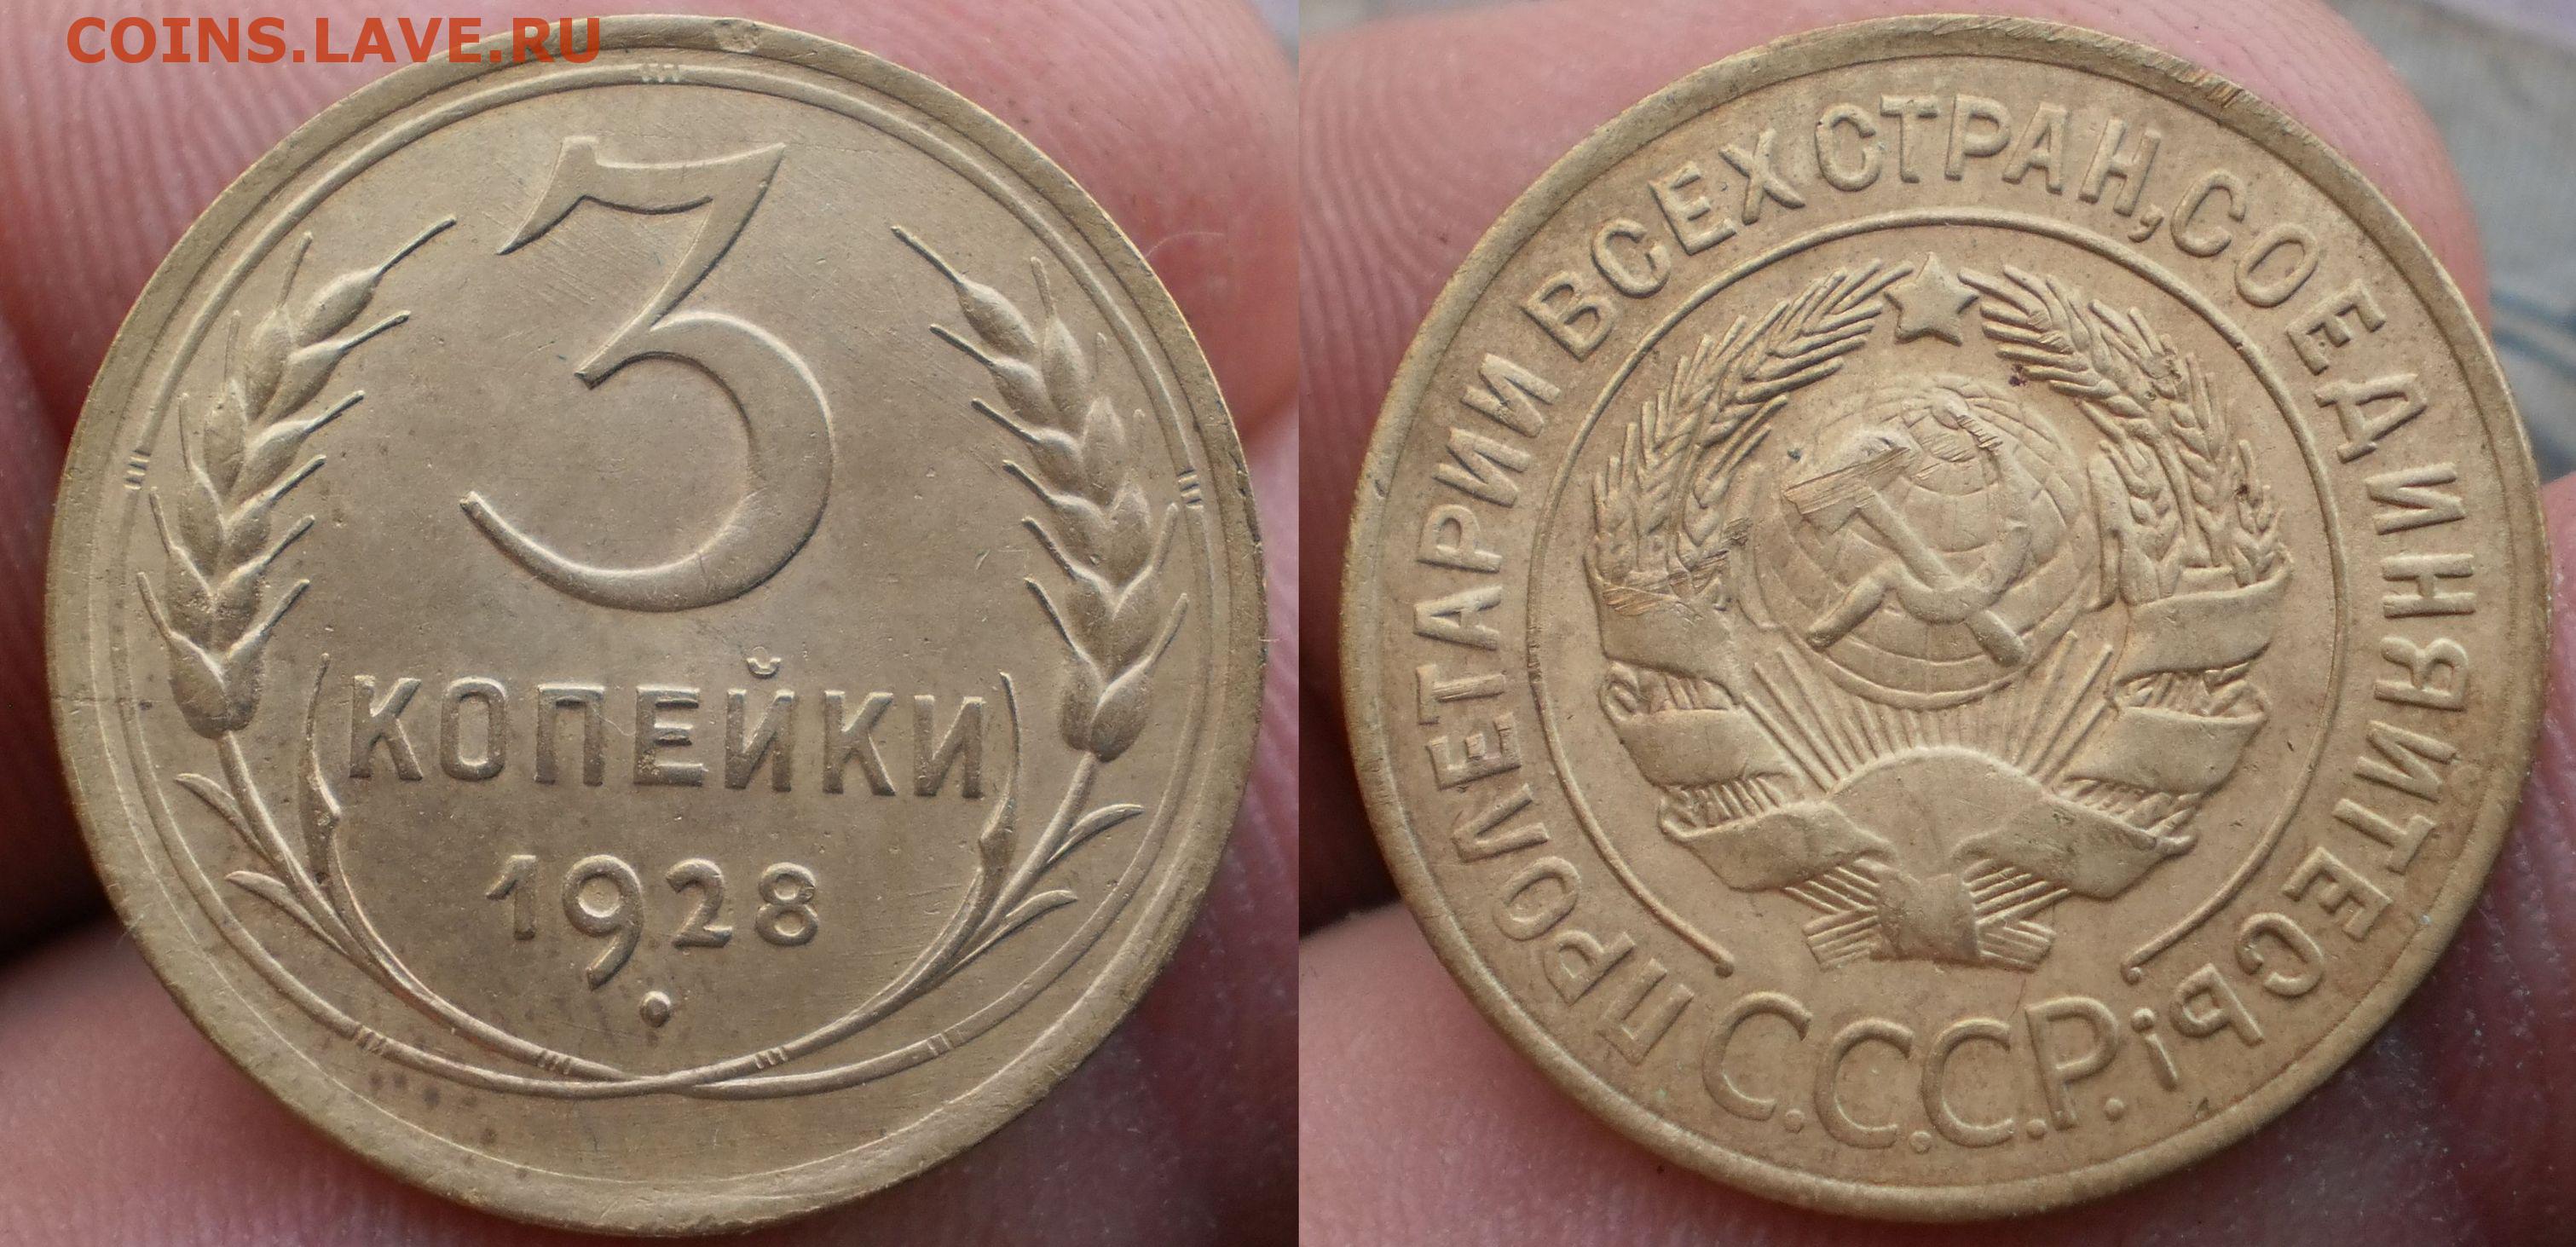 COINS.LAVE.RU
3
КОПЕЙКИ
1928
ПРОЛЕТАРИИ ВСЕХ СТРАН, СОЕДИНЯЙТЕСЬ!
С.С.С.Р.